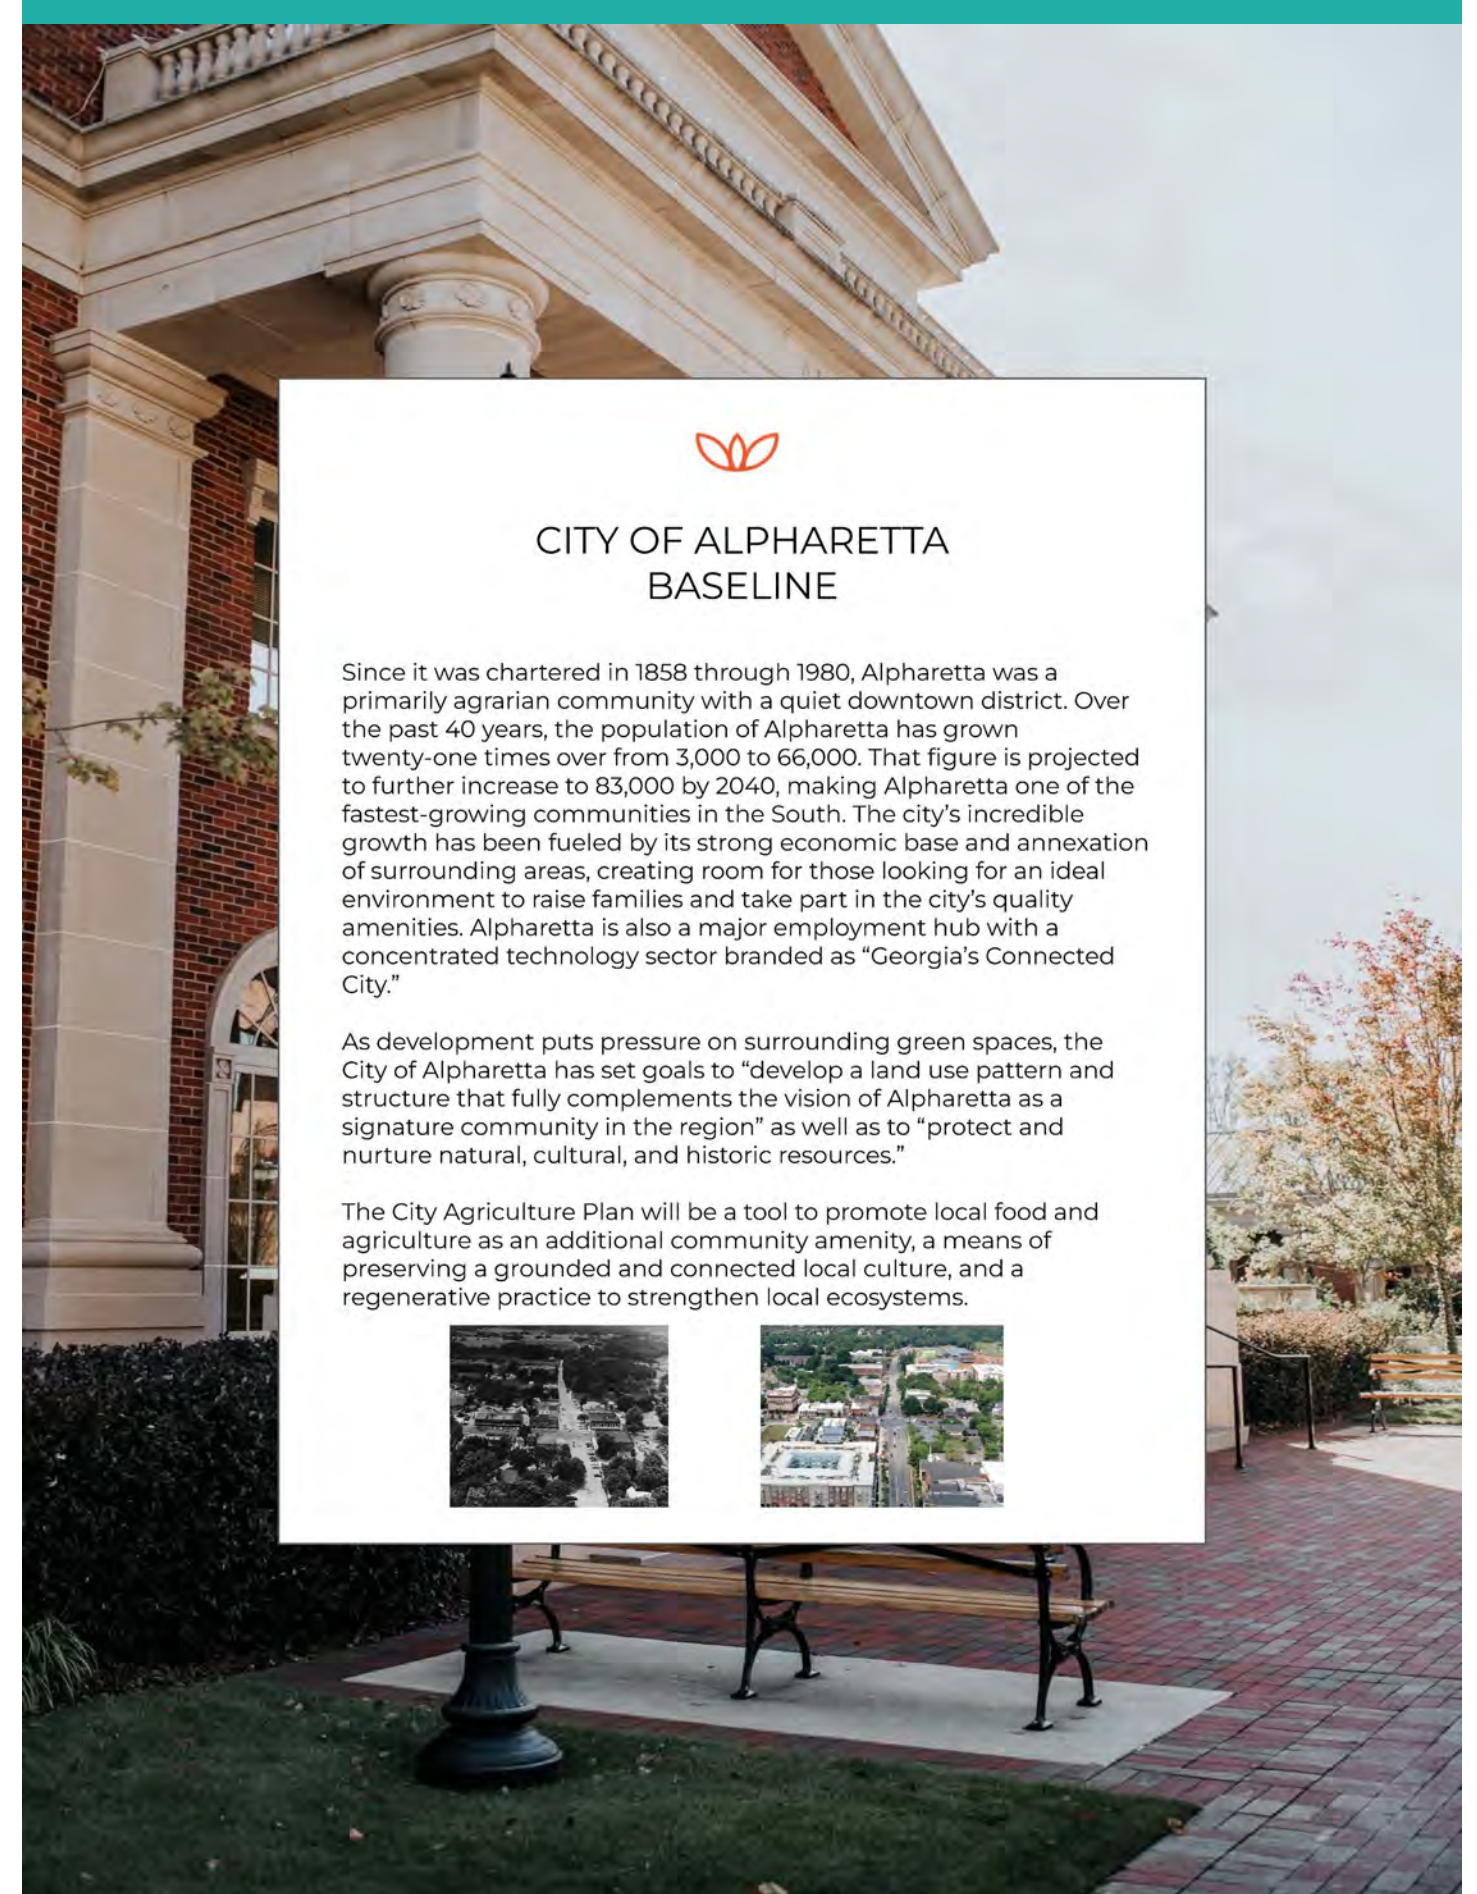 CITY OF ALPHARETTA
BASELINE
Since it was chartered in 1858 through 1980, Alpharetta was a
primarily agrarian community with a quiet downtown district. Over
the past 40 years, the population of Alpharetta has grown
twenty-one times over from 3,000 to 66,000. That figure is projected
to further increase to 83,000 by 2040, making Alpharetta one of the
fastest-growing communities in the South. The city’s incredible
growth has been fueled by its strong economic base and annexation
of surrounding areas, creating room for those looking for an ideal
environment to raise families and take part in the city’s quality
amenities. Alpharetta is also a major employment hub with a
concentrated technology sector branded as “Georgia’s Connected
City.”
As development puts pressure on surrounding green spaces, the
City of Alpharetta has set goals to “develop a land use pattern and
structure that fully complements the vision of Alpharetta as a
signature community in the region” as well as to “protect and
nurture natural, cultural, and historic resources.”
The City Agriculture Plan will be a tool to promote local food and
agriculture as an additional community amenity, a means of
preserving a grounded and connected local culture, and a
regenerative practice to strengthen local ecosystems.